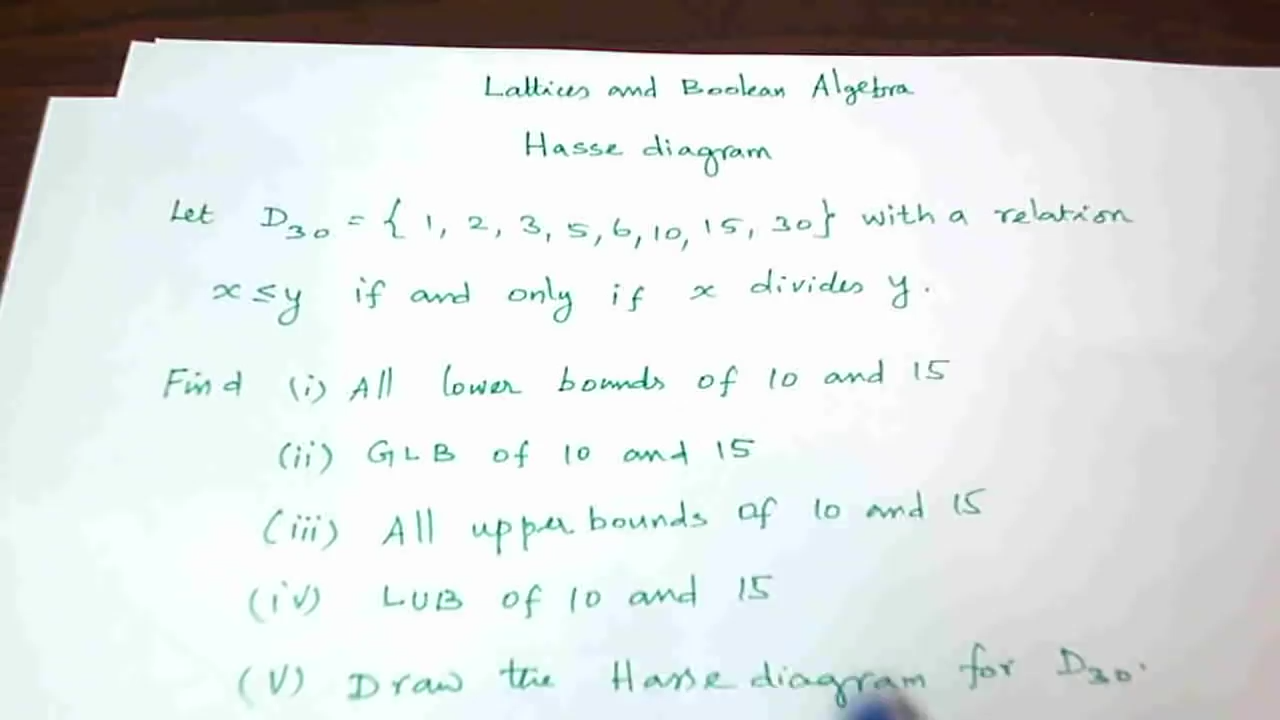 Lattices and Boolean Algebra
Hasse diagram
Let D₃₀ = { 1, 2, 3, 5, 6, 10, 15, 30} with a relation
x ≤ y if and only if x divides y.
Find (i) All lower bounds of 10 and 15
(ii) GLB of 10 and 15
(iii) All upper bounds of 10 and 15
(iv) LUB of 10 and 15
(V) Draw the Hasse diagram for D₃₀.